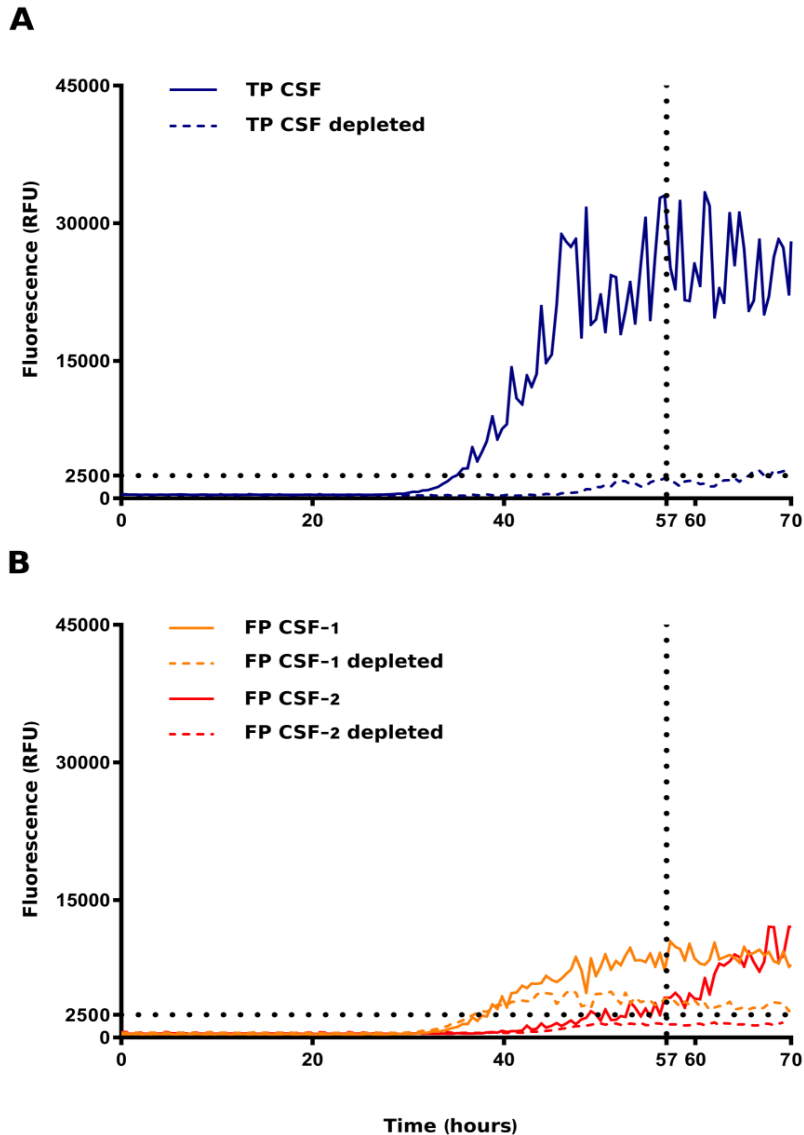 A
45000
30000
15000
2500
0
Fluorescence (RFU)
TP CSF
TP CSF depleted
0 20 40 57 60 70
B
45000
30000
15000
2500
0
Fluorescence (RFU)
FP CSF-1
FP CSF-1 depleted
FP CSF-2
FP CSF-2 depleted
0 20 40 57 60 70
Time (hours)